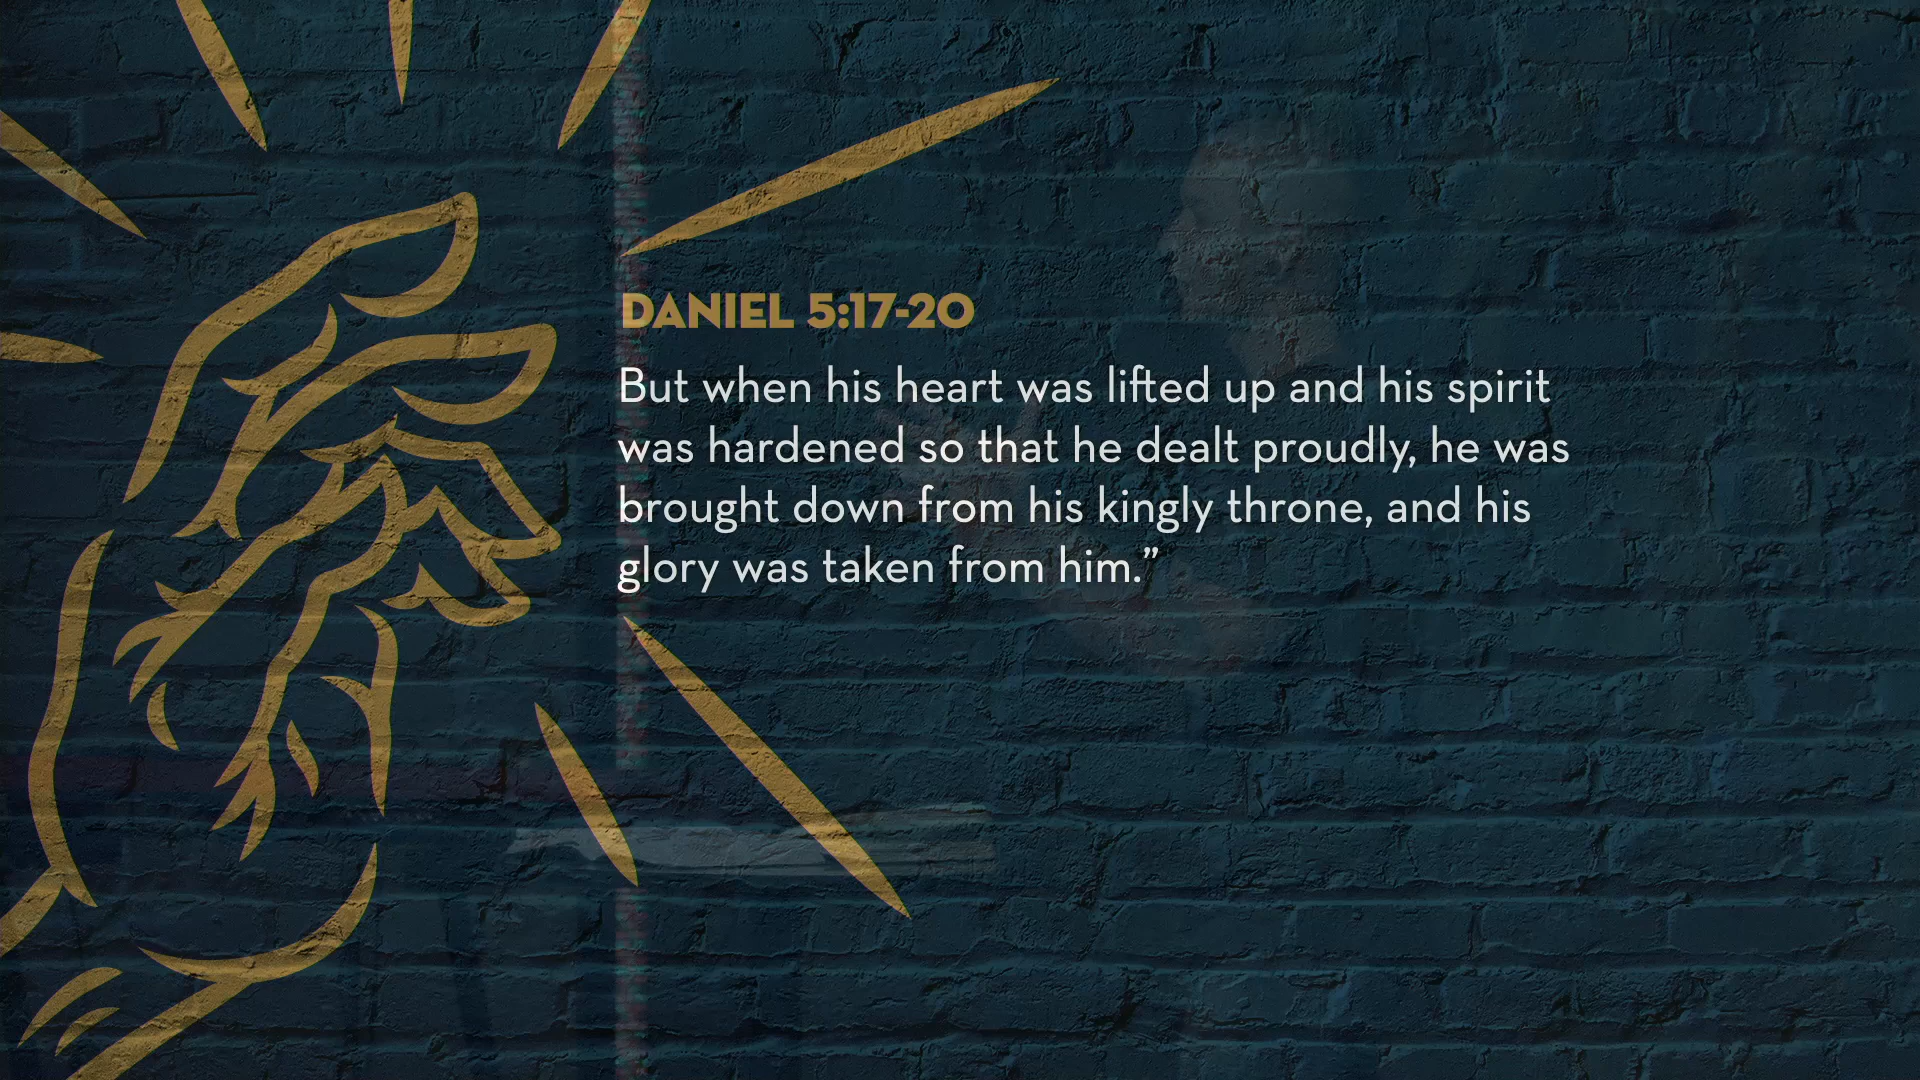 DANIEL 5:17-20
But when his heart was lifted up and his spirit
was hardened so that he dealt proudly, he was
brought down from his kingly throne, and his
glory was taken from him.”